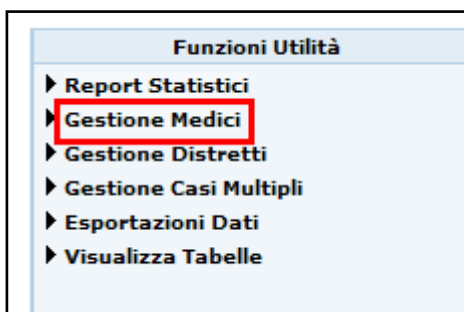 Funzioni Utilità
Report Statistici
Gestione Medici
Gestione Distretti
Gestione Casi Multipli
Esportazioni Dati
Visualizza Tabelle